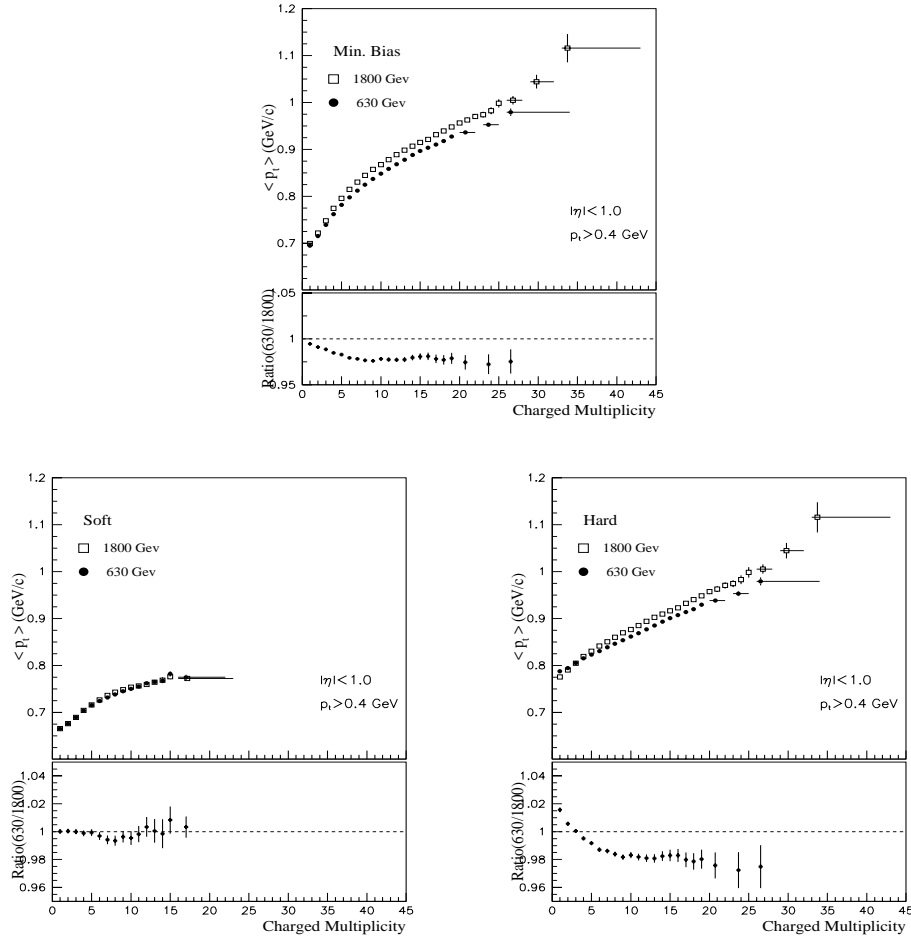 1.2
1.1
1
0.9
0.8
0.7
< p_t > (GeV/c)
Min. Bias
1800 Gev
630 Gev
|η|<1.0
p_t>0.4 GeV
1.05
1
0.95
Ratio(630/1800)
0 5 10 15 20 25 30 35 40 45
Charged Multiplicity
1.2
1.1
1
0.9
0.8
0.7
< p_t > (GeV/c)
Soft
1800 Gev
630 Gev
|η|<1.0
p_t>0.4 GeV
1.04
1.02
1
0.98
0.96
Ratio(630/1800)
0 5 10 15 20 25 30 35 40 45
Charged Multiplicity
1.2
1.1
1
0.9
0.8
0.7
< p_t > (GeV/c)
Hard
1800 Gev
630 Gev
|η|<1.0
p_t>0.4 GeV
1.04
1.02
1
0.98
0.96
Ratio(630/1800)
0 5 10 15 20 25 30 35 40 45
Charged Multiplicity